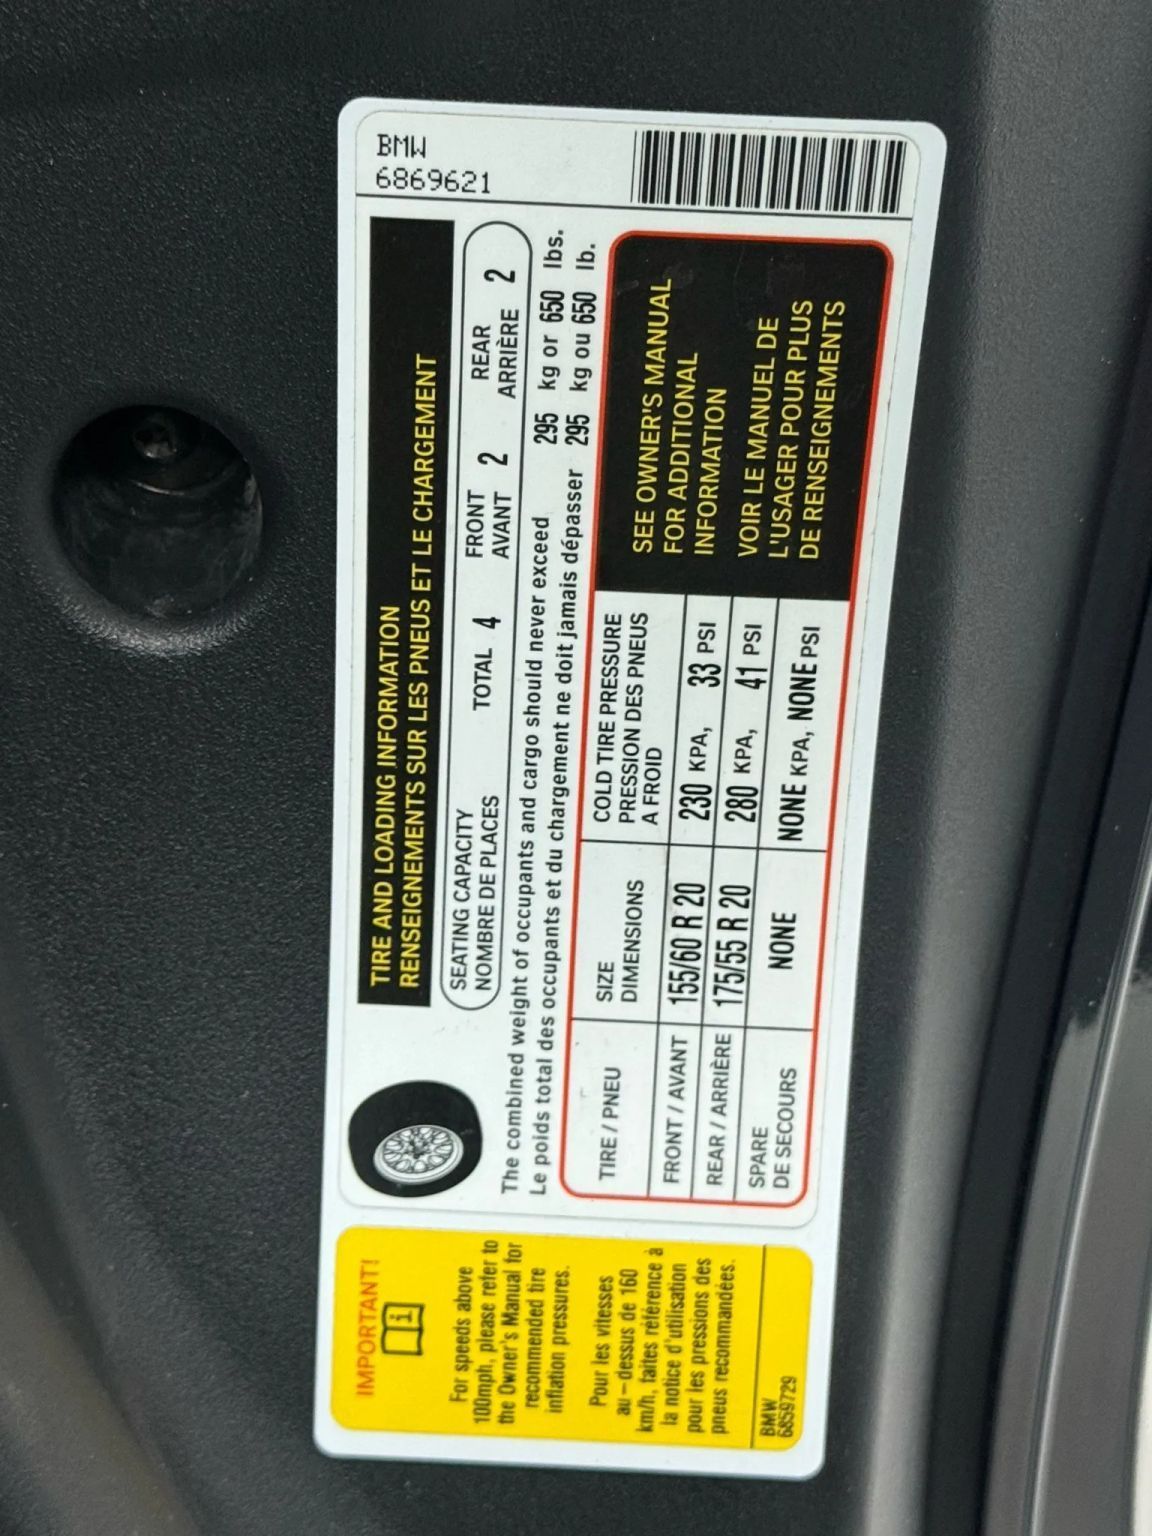 BMW
6869621
TIRE AND LOADING INFORMATION
RENSEIGNEMENTS SUR LES PNEUS ET LE CHARGEMENT
SEATING CAPACITY
NOMBRE DE PLACES
TOTAL 4
FRONT
AVANT 2
REAR
ARRIÈRE 2
The combined weight of occupants and cargo should never exceed 295 kg or 650 lbs.
Le poids total des occupants et du chargement ne doit jamais dépasser 295 kg ou 650 lb.
TIRE / PNEU
SIZE
DIMENSIONS
COLD TIRE PRESSURE
PRESSION DES PNEUS
A FROID
FRONT / AVANT 155/60 R 20 230 KPA, 33 PSI
REAR / ARRIÈRE 175/55 R 20 280 KPA, 41 PSI
SPARE
DE SECOURS NONE NONE KPA, NONE PSI
SEE OWNER'S MANUAL
FOR ADDITIONAL
INFORMATION
VOIR LE MANUEL DE
L'USAGER POUR PLUS
DE RENSEIGNEMENTS
IMPORTANT!
i
For speeds above
100mph, please refer to
the Owner's Manual for
recommended tire
inflation pressures.
Pour les vitesses
au-dessus de 160
km/h, faites référence à
la notice d'utilisation
pour les pressions des
pneus recommandées.
BMW
6859729